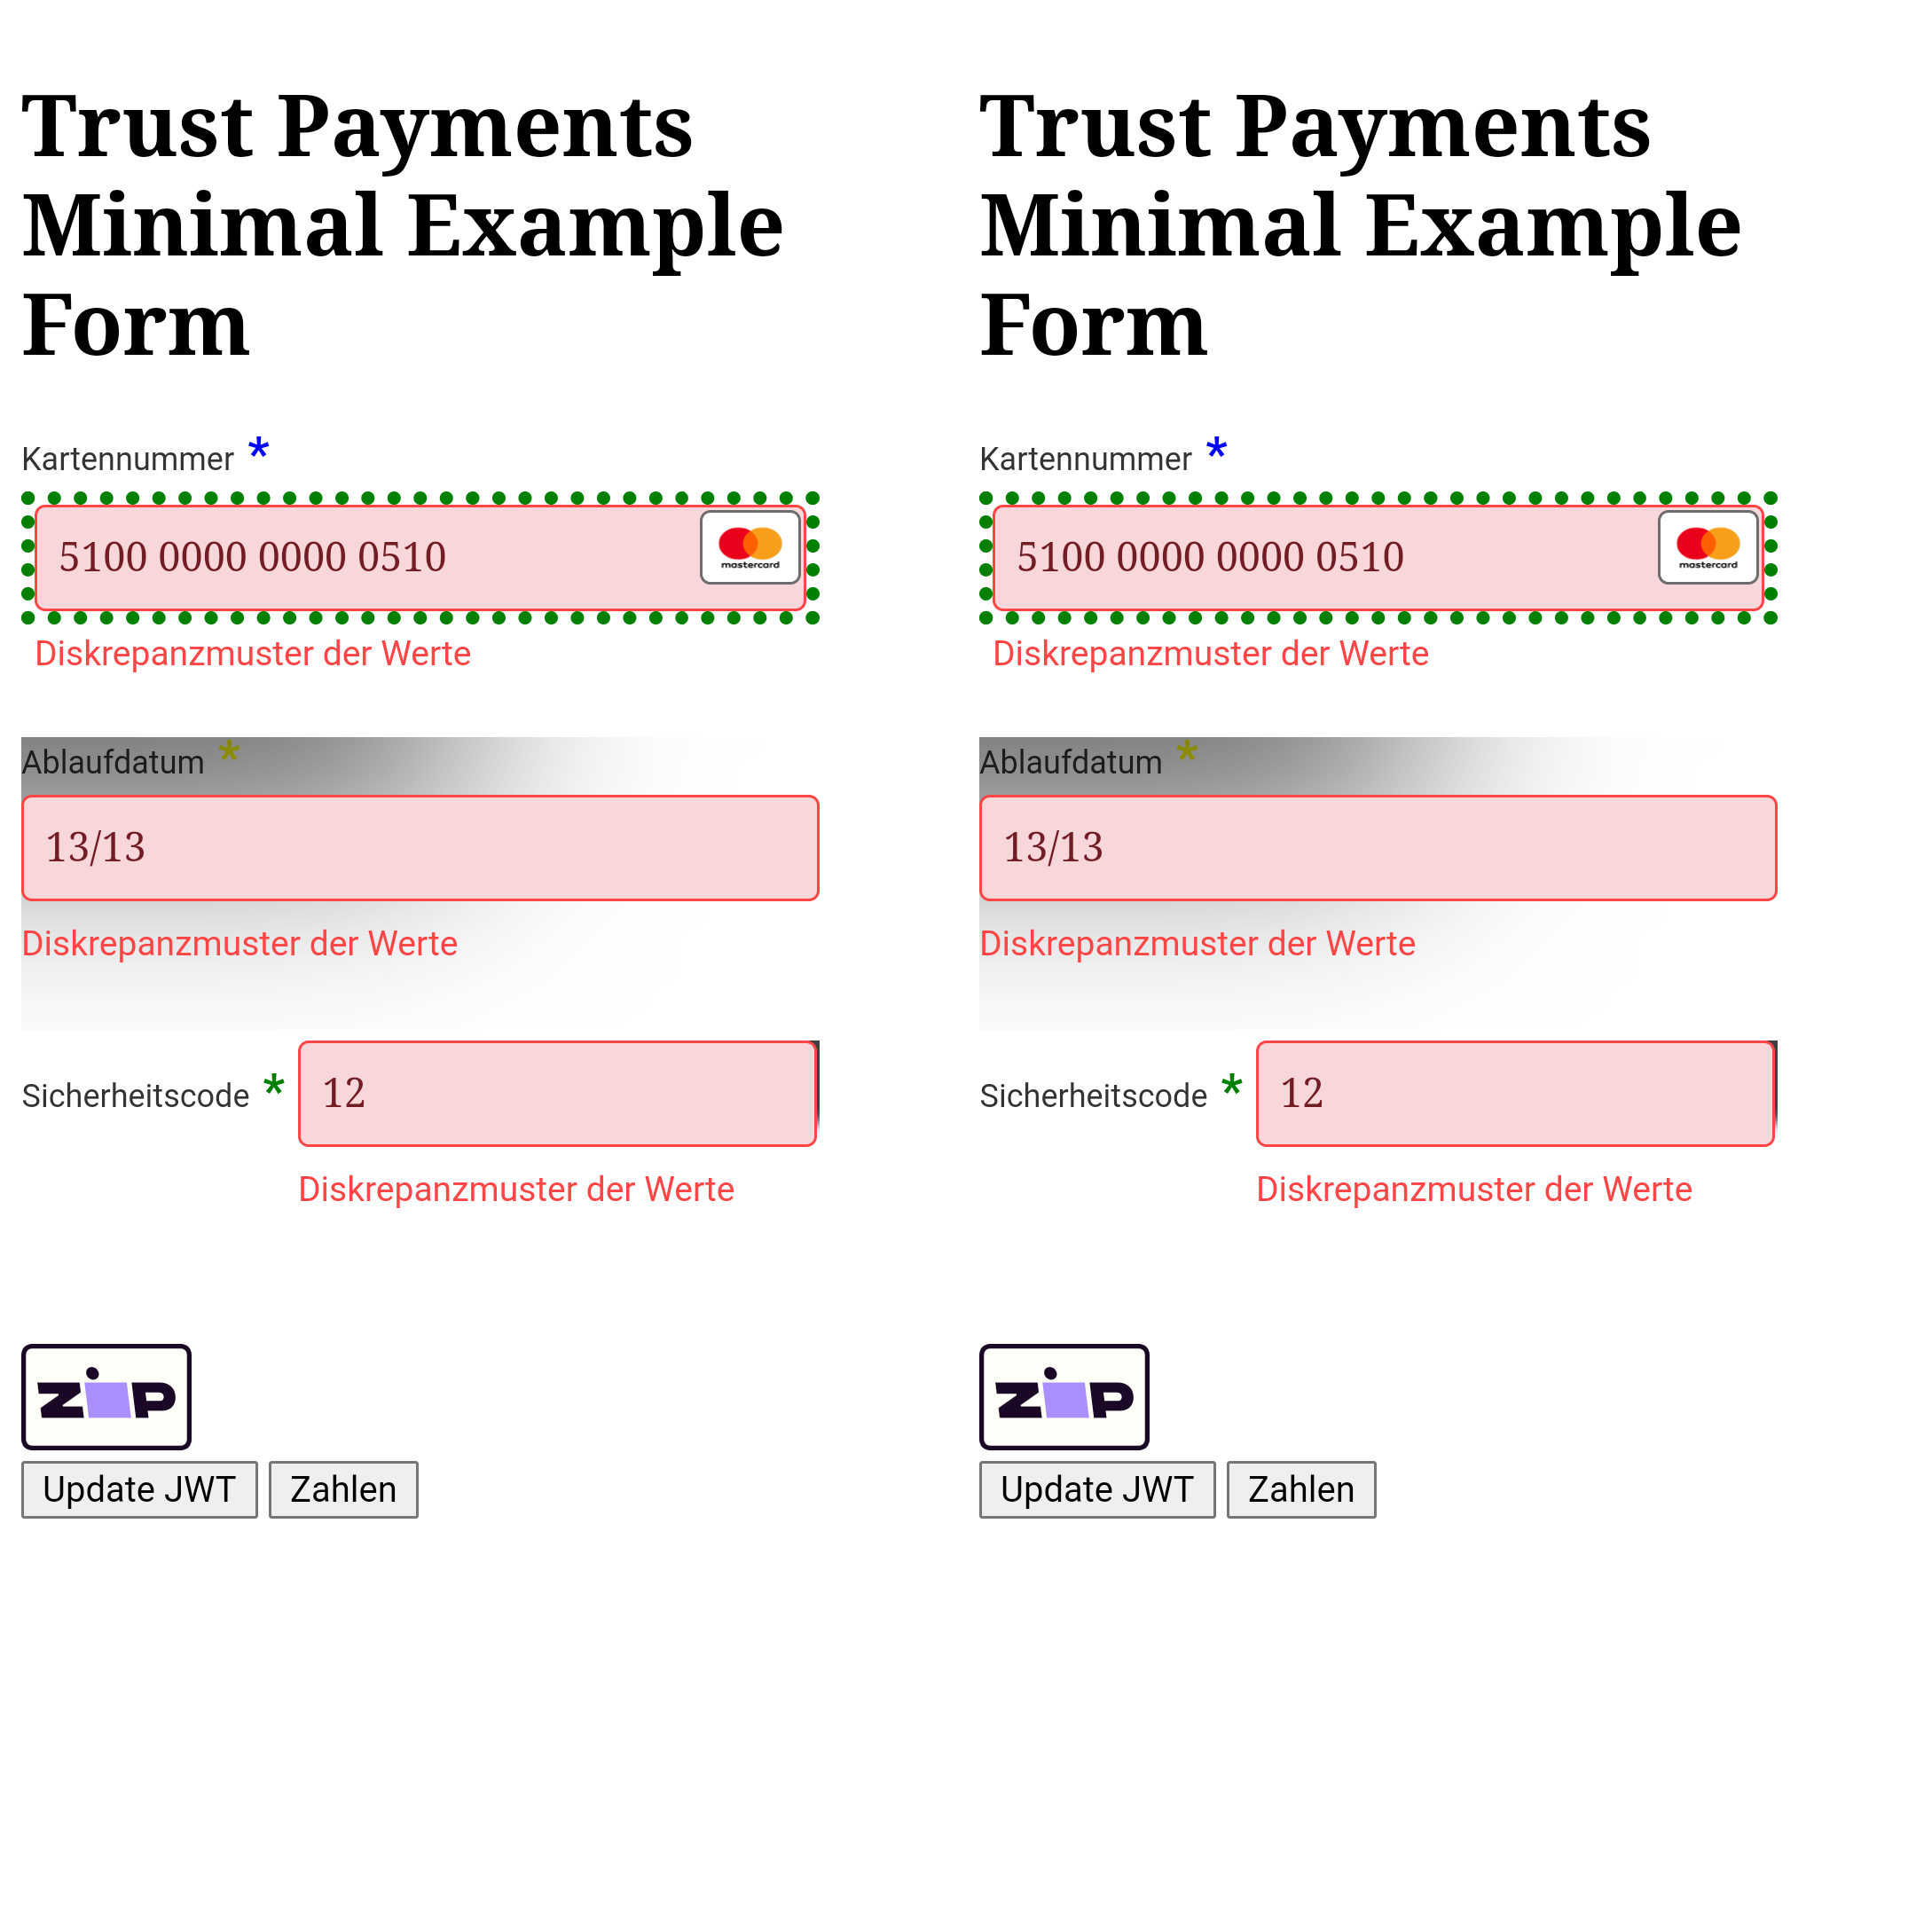 Trust Payments
Minimal Example
Form
Kartennummer *
5100 0000 0000 0510
mastercard
Diskrepanzmuster der Werte
Ablaufdatum *
13/13
Diskrepanzmuster der Werte
Sicherheitscode *
12
Diskrepanzmuster der Werte
zip
Update JWT
Zahlen
Trust Payments
Minimal Example
Form
Kartennummer *
5100 0000 0000 0510
mastercard
Diskrepanzmuster der Werte
Ablaufdatum *
13/13
Diskrepanzmuster der Werte
Sicherheitscode *
12
Diskrepanzmuster der Werte
zip
Update JWT
Zahlen